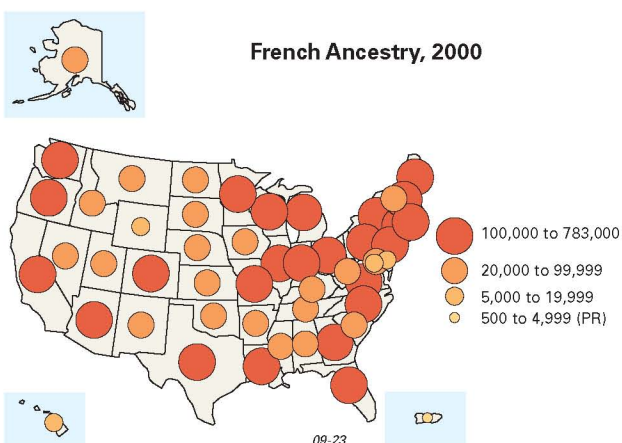 French Ancestry, 2000
100,000 to 783,000
20,000 to 99,999
5,000 to 19,999
500 to 4,999 (PR)
09-23